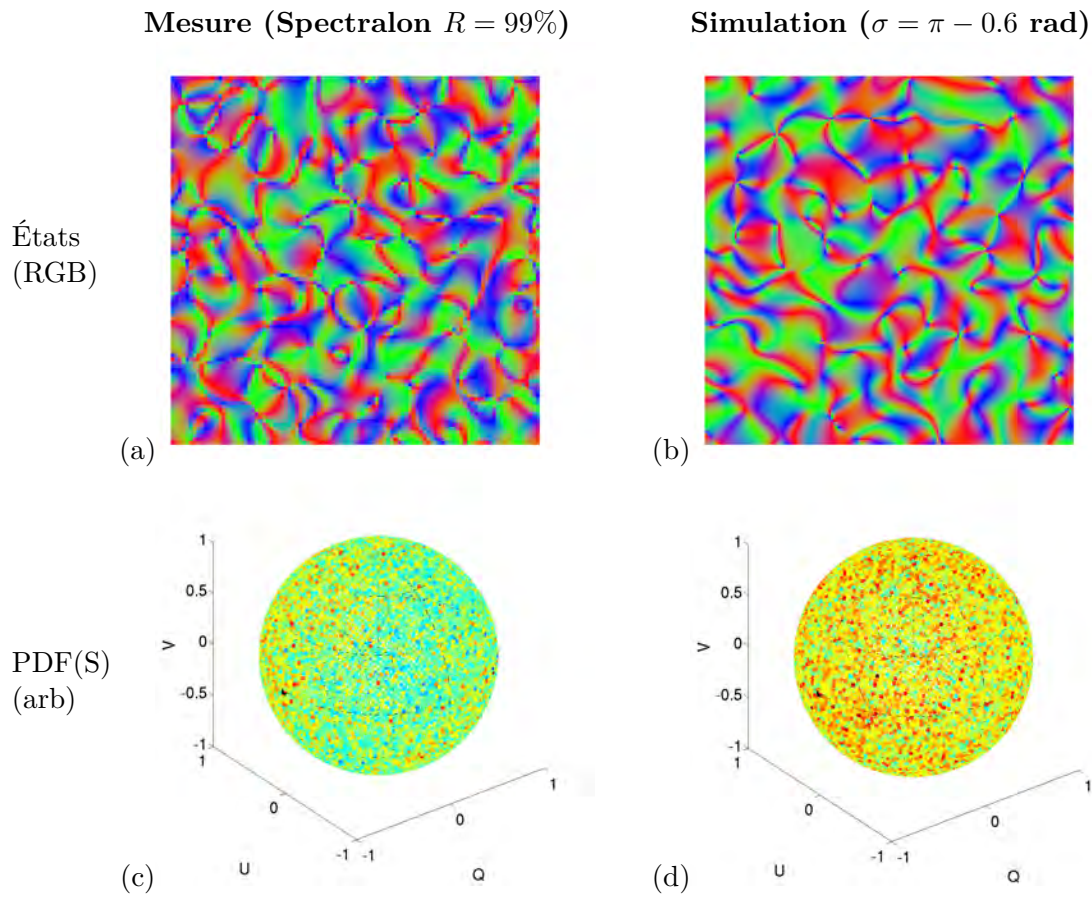 Mesure (Spectralon R = 99%)
Simulation (σ = π − 0.6 rad)
États
(RGB)
(a)
(b)
PDF(S)
(arb)
1
0.5
0
-0.5
-1
V
1
0
-1
U
-1
0
1
Q
(c)
1
0.5
0
-0.5
-1
V
1
0
-1
U
-1
0
1
Q
(d)